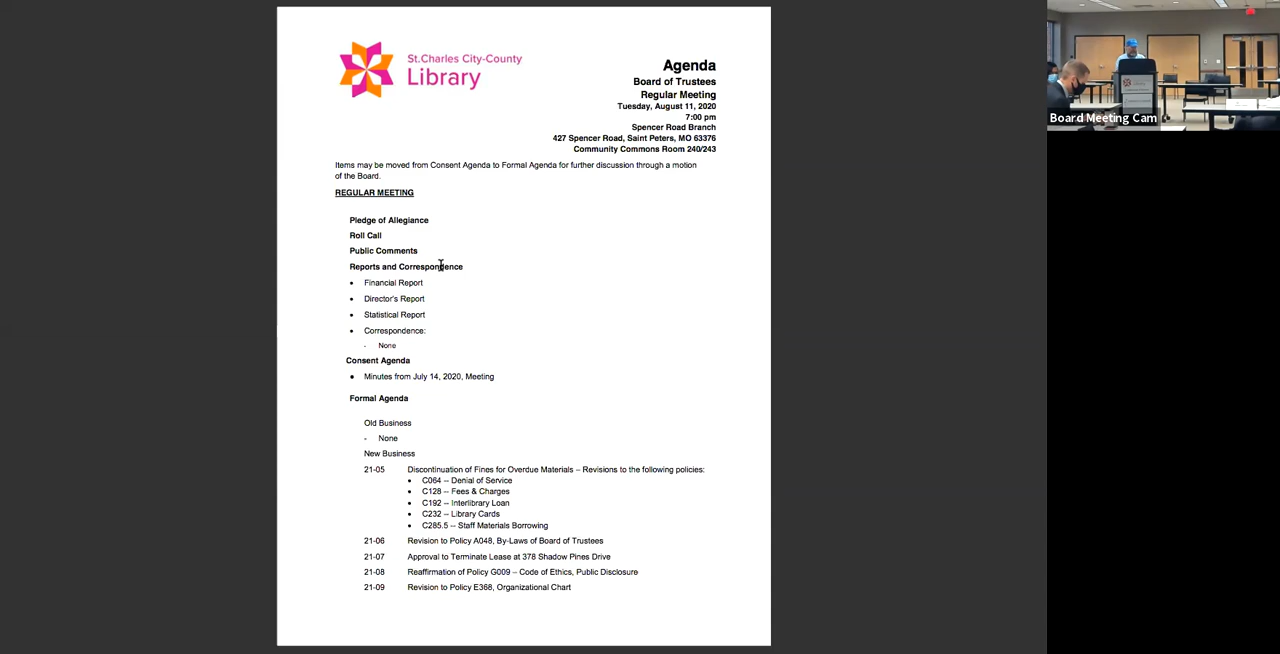 St.Charles City-County
Library
Agenda
Board of Trustees
Regular Meeting
Tuesday, August 11, 2020
7:00 pm
Spencer Road Branch
427 Spencer Road, Saint Peters, MO 63376
Community Commons Room 240/243
Items may be moved from Consent Agenda to Formal Agenda for further discussion through a motion
of the Board.
REGULAR MEETING
Pledge of Allegiance
Roll Call
Public Comments
Reports and Correspondence
• Financial Report
• Director's Report
• Statistical Report
• Correspondence:
- None
Consent Agenda
• Minutes from July 14, 2020, Meeting
Formal Agenda
Old Business
- None
New Business
21-05 Discontinuation of Fines for Overdue Materials – Revisions to the following policies:
• C064 -- Denial of Service
• C128 -- Fees & Charges
• C192 -- Interlibrary Loan
• C232 -- Library Cards
• C285.5 -- Staff Materials Borrowing
21-06 Revision to Policy A048, By-Laws of Board of Trustees
21-07 Approval to Terminate Lease at 378 Shadow Pines Drive
21-08 Reaffirmation of Policy G009 – Code of Ethics, Public Disclosure
21-09 Revision to Policy E368, Organizational Chart
Board Meeting Cam